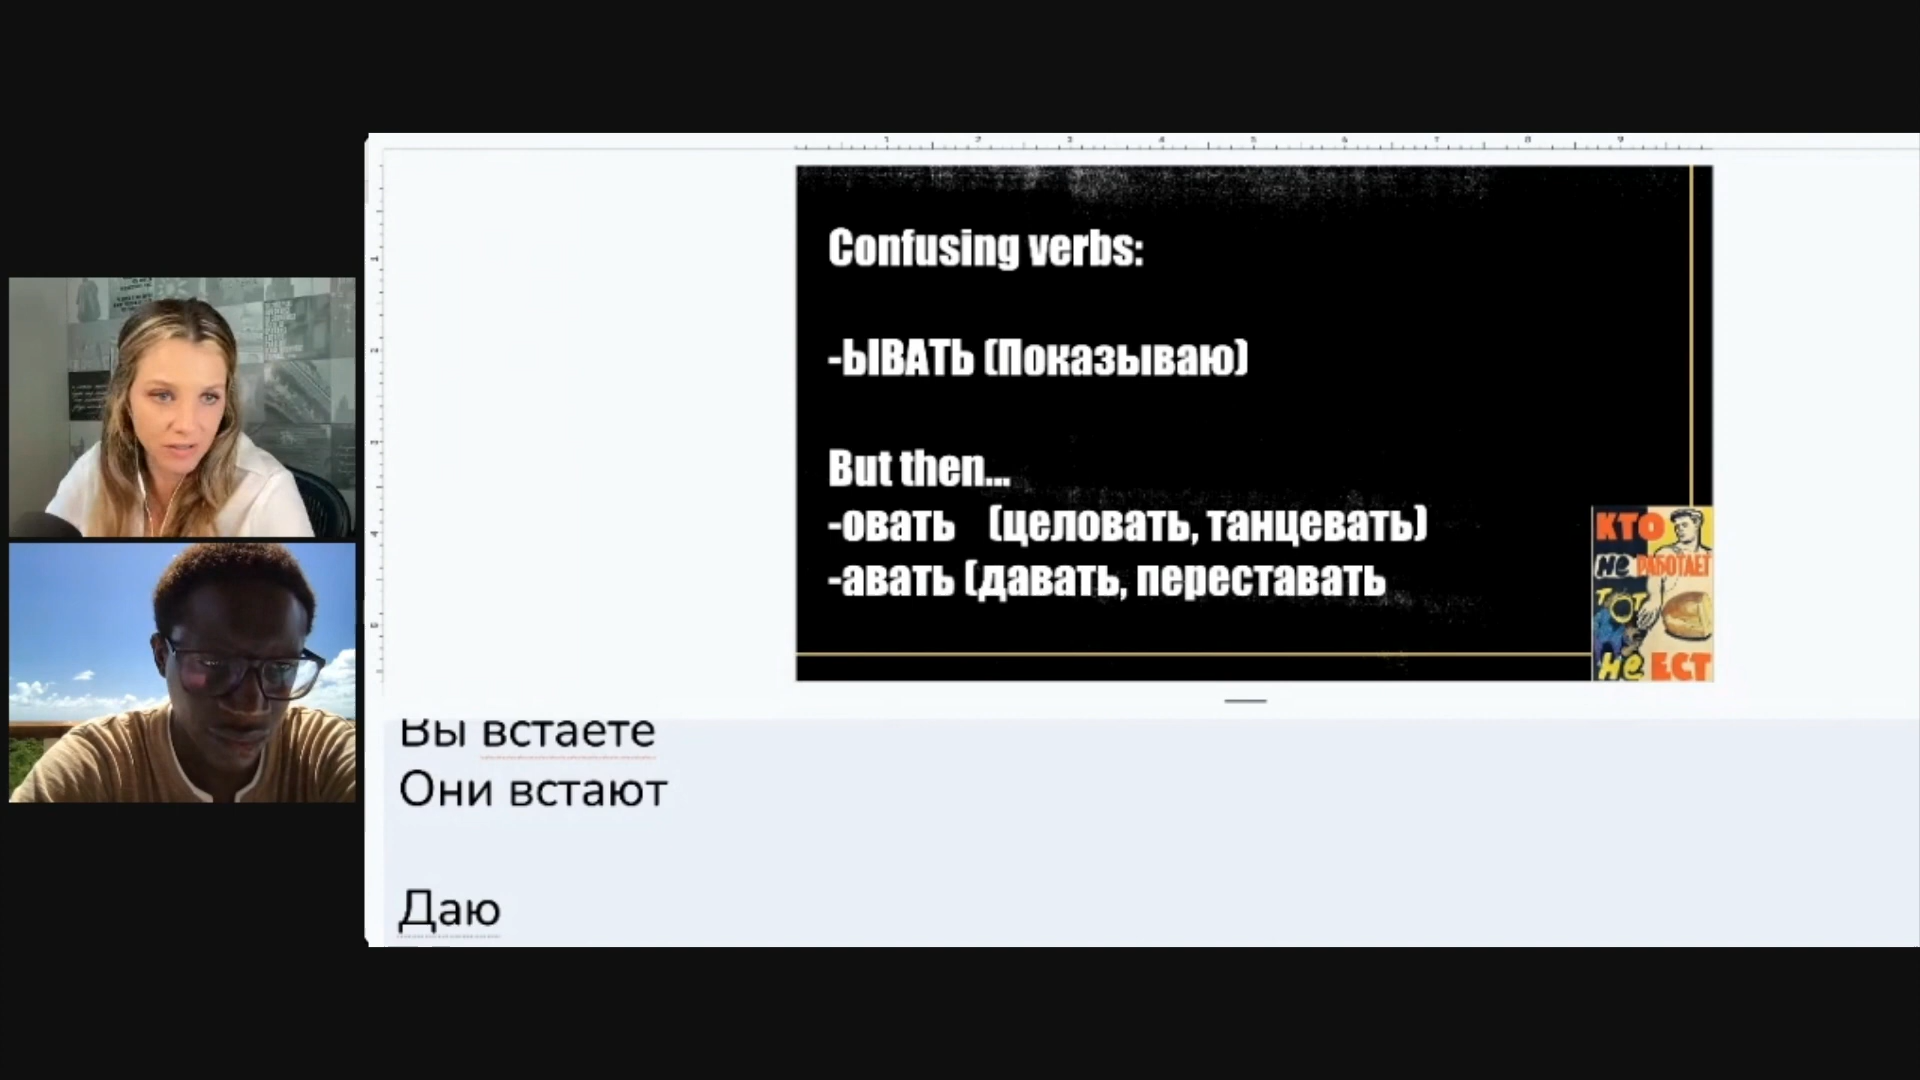 Confusing verbs:
-ЫВАТЬ (Показываю)
But then...
-овать (целовать, танцевать)
-авать (давать, переставать
КТО
не РАБОТАЕТ
ТОТ
не ЕСТ
Вы встаете
Они встают
Даю